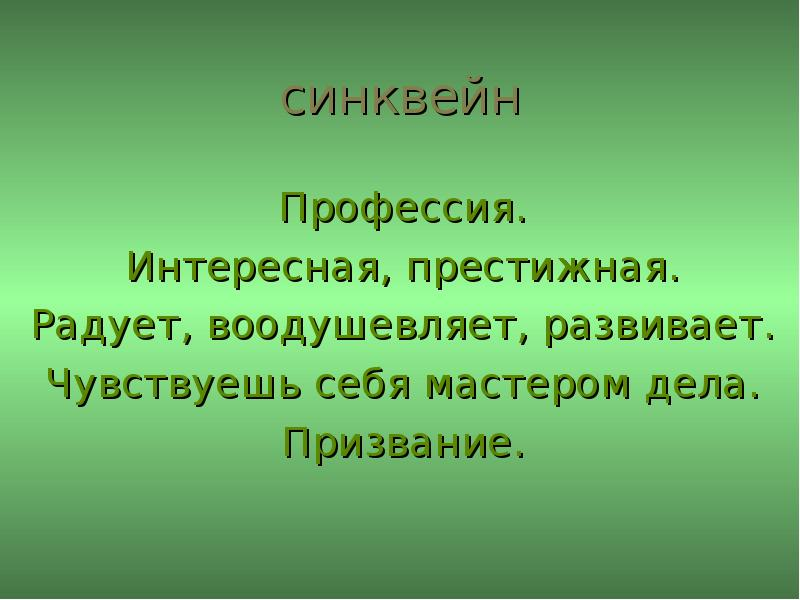 синквейн
Профессия.
Интересная, престижная.
Радует, воодушевляет, развивает.
Чувствуешь себя мастером дела.
Призвание.